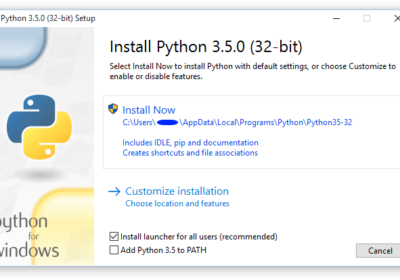 Python 3.5.0 (32-bit) Setup
Install Python 3.5.0 (32-bit)
Select Install Now to install Python with default settings, or choose Customize to
enable or disable features.
Install Now
C:\Users\ \AppData\Local\Programs\Python\Python35-32
Includes IDLE, pip and documentation
Creates shortcuts and file associations
Customize installation
Choose location and features
Install launcher for all users (recommended)
Add Python 3.5 to PATH
python
for
windows
Cancel